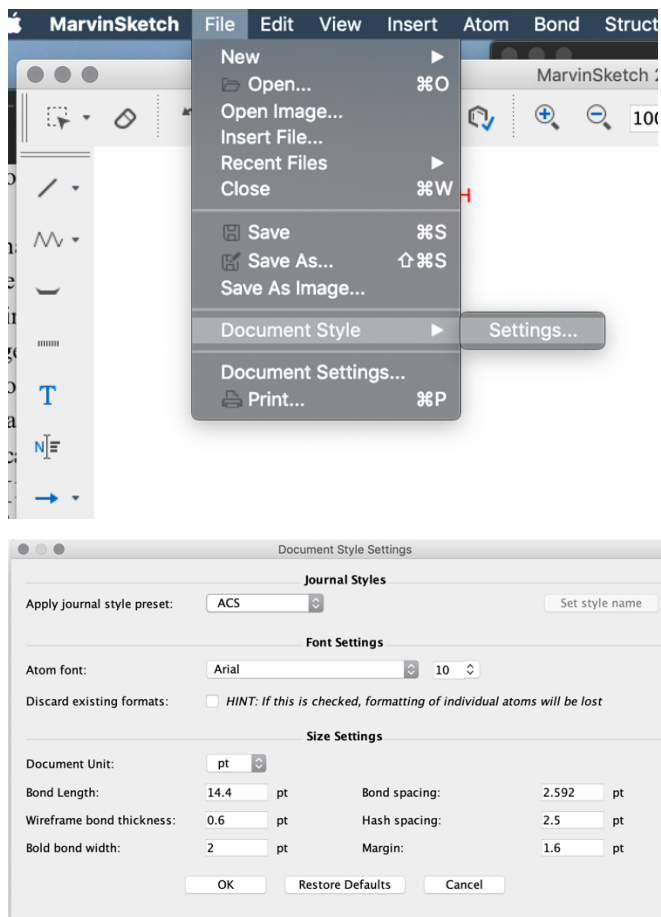 MarvinSketch File Edit View Insert Atom Bond Struct
New
Open... ⌘O
MarvinSketch 2
Open Image...
Insert File...
Recent Files
Close ⌘W
100
H
Save ⌘S
Save As... ⇧⌘S
Save As Image...
Document Style Settings...
Document Settings...
Print... ⌘P
T
N
Document Style Settings
Journal Styles
Apply journal style preset: ACS Set style name
Font Settings
Atom font: Arial 10
Discard existing formats: HINT: If this is checked, formatting of individual atoms will be lost
Size Settings
Document Unit: pt
Bond Length: 14.4 pt Bond spacing: 2.592 pt
Wireframe bond thickness: 0.6 pt Hash spacing: 2.5 pt
Bold bond width: 2 pt Margin: 1.6 pt
OK Restore Defaults Cancel